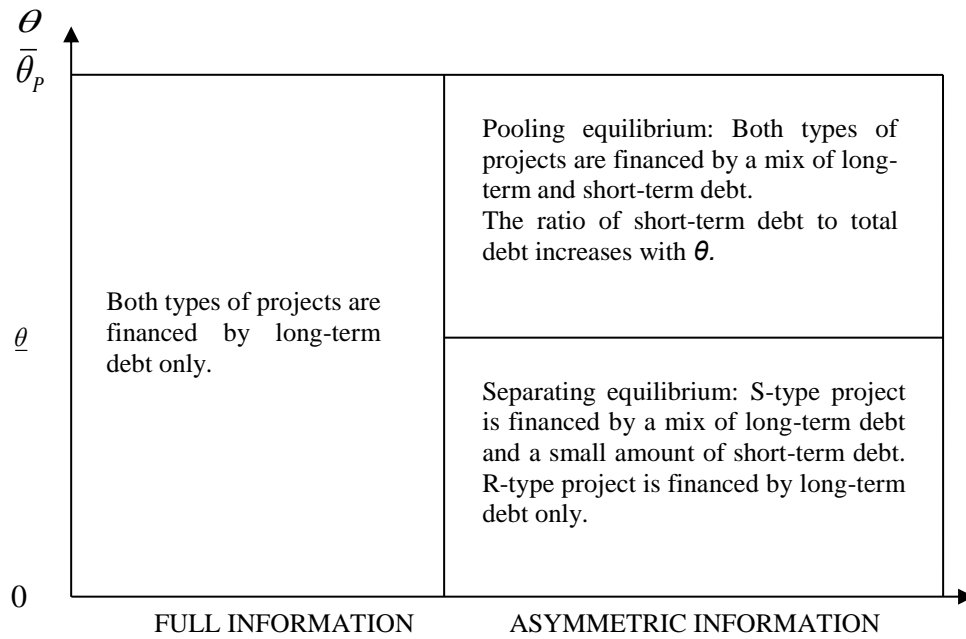 θ
θ̄_P
Pooling equilibrium: Both types of
projects are financed by a mix of long-
term and short-term debt.
The ratio of short-term debt to total
debt increases with θ.
Both types of projects are
financed by long-term
debt only.
θ̲
Separating equilibrium: S-type project
is financed by a mix of long-term debt
and a small amount of short-term debt.
R-type project is financed by long-term
debt only.
0
FULL INFORMATION ASYMMETRIC INFORMATION